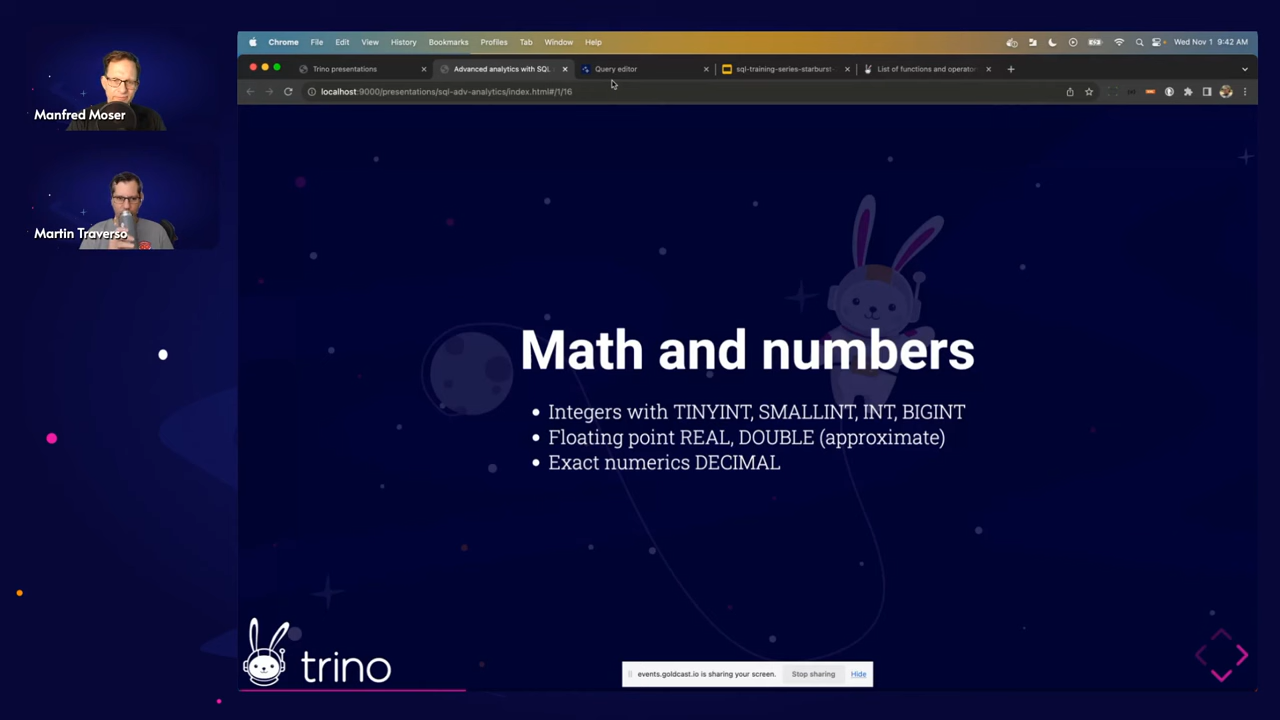 Chrome File Edit View History Bookmarks Profiles Tab Window Help
Wed Nov 1 9:42 AM
Trino presentations
Advanced analytics with SQL
Query editor
sql-training-series-starburst-
List of functions and operato
localhost:9000/presentations/sql-adv-analytics/index.html#/1/16
Manfred Moser
Martin Traverso
Math and numbers
• Integers with TINYINT, SMALLINT, INT, BIGINT
• Floating point REAL, DOUBLE (approximate)
• Exact numerics DECIMAL
trino
events.goldcast.io is sharing your screen.
Stop sharing
Hide